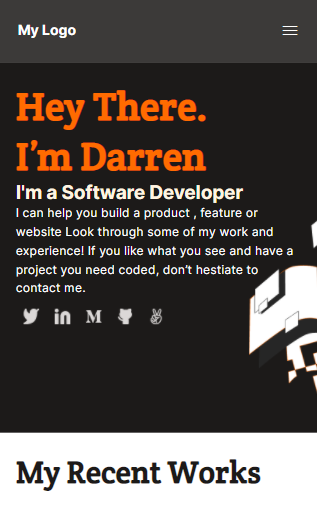 My Logo
Hey There.
I’m Darren
I'm a Software Developer
I can help you build a product , feature or
website Look through some of my work and
experience! If you like what you see and have a
project you need coded, don’t hestiate to
contact me.
My Recent Works